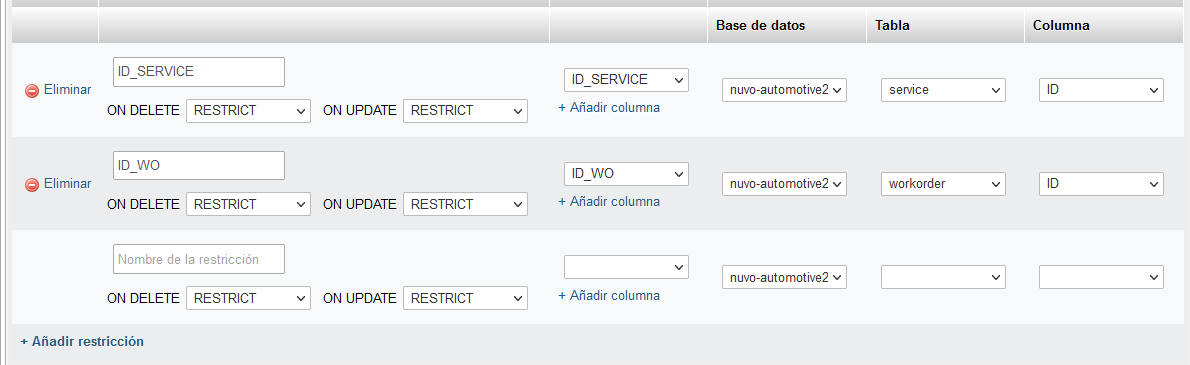 Base de datos Tabla Columna
ID_SERVICE
Eliminar
ON DELETE RESTRICT ON UPDATE RESTRICT
ID_SERVICE
+ Añadir columna
nuvo-automotive2 service ID
ID_WO
Eliminar
ON DELETE RESTRICT ON UPDATE RESTRICT
ID_WO
+ Añadir columna
nuvo-automotive2 workorder ID
Nombre de la restricción
ON DELETE RESTRICT ON UPDATE RESTRICT
+ Añadir columna
nuvo-automotive2
+ Añadir restricción